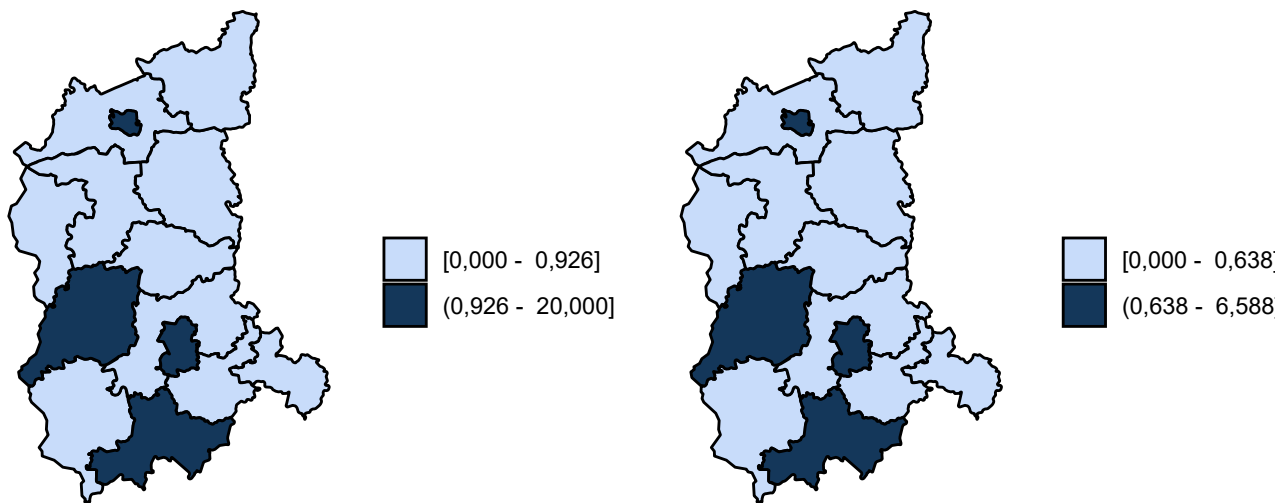 [0,000 - 0,926]
(0,926 - 20,000]
[0,000 - 0,638]
(0,638 - 6,588]